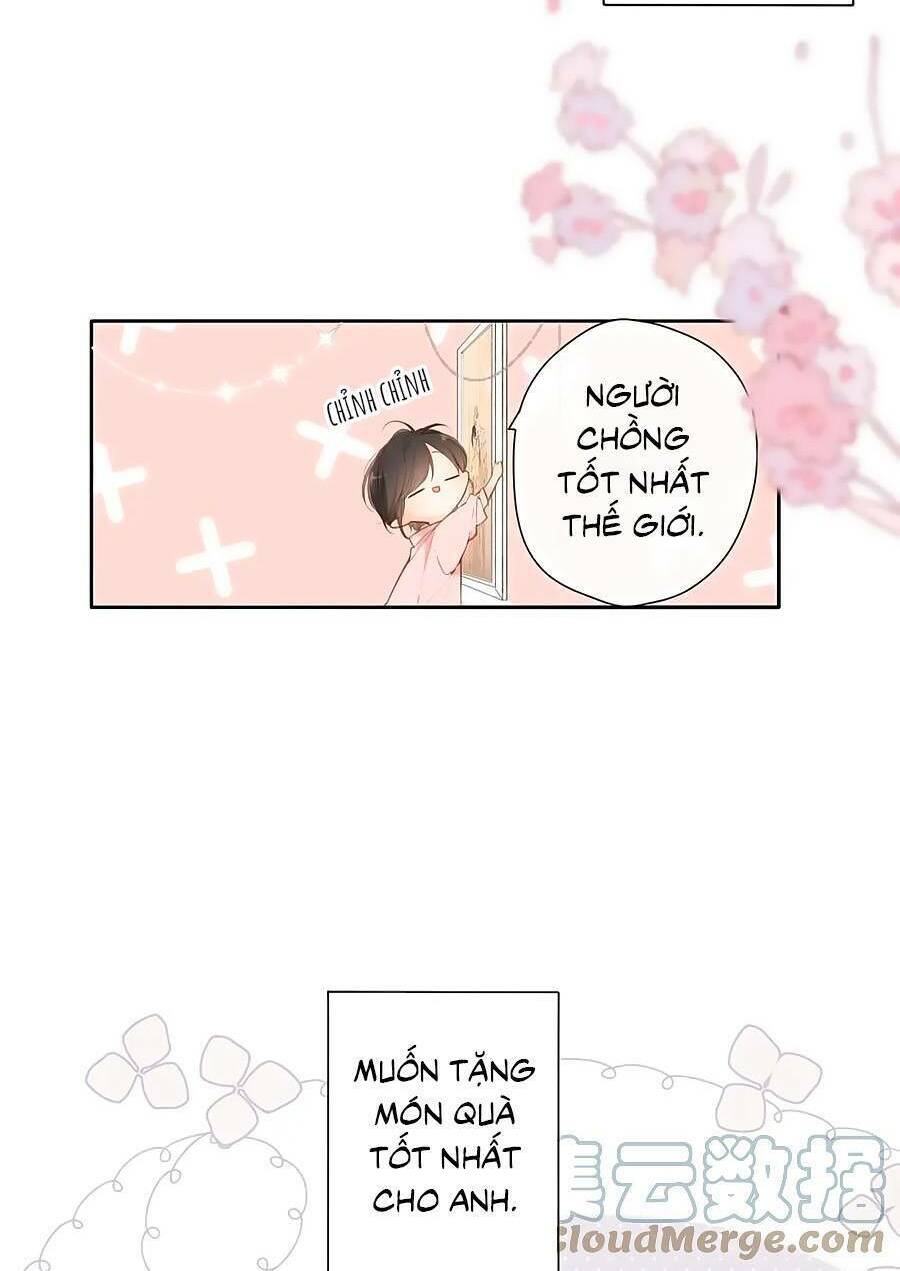 CHỈNH CHỈNH
NGƯỜI
CHỒNG
TỐT NHẤT
THẾ GIỚI.
MUỐN TẶNG
MÓN QUÀ
TỐT NHẤT
CHO ANH.
集云数据
CloudMerge.com